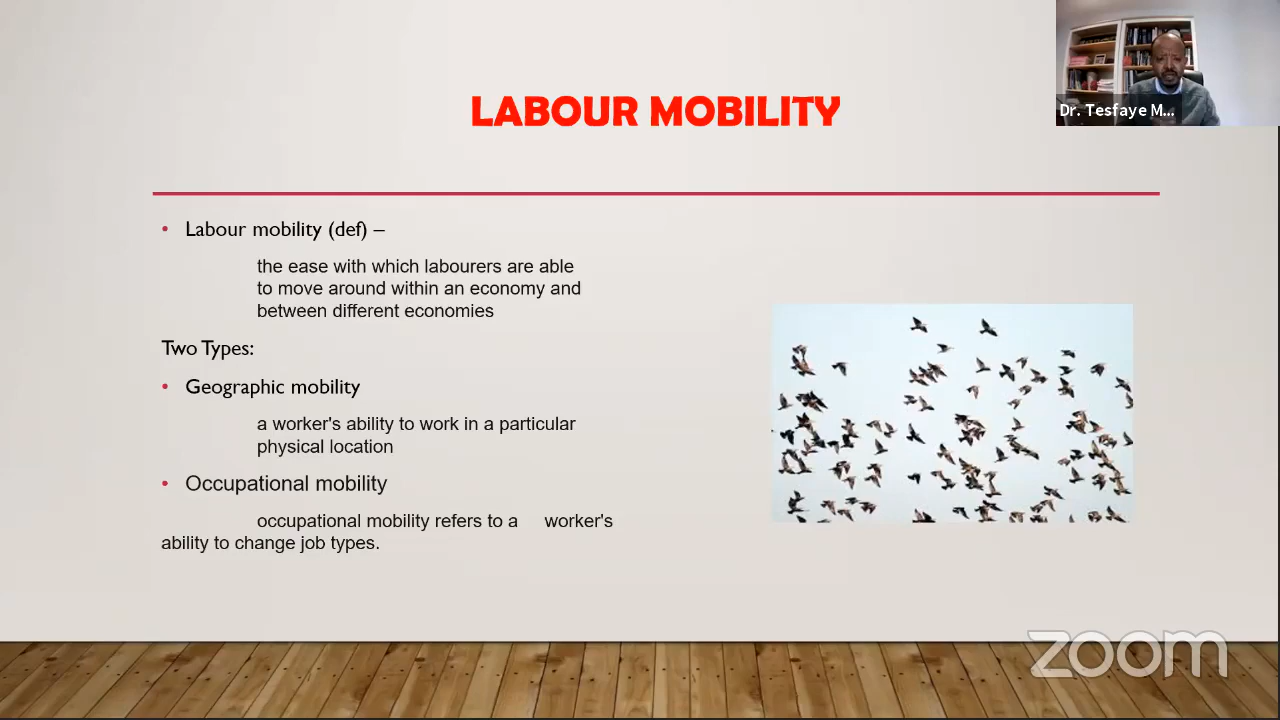 LABOUR MOBILITY
Dr. Tesfaye M...
• Labour mobility (def) –
the ease with which labourers are able
to move around within an economy and
between different economies
Two Types:
• Geographic mobility
a worker's ability to work in a particular
physical location
• Occupational mobility
occupational mobility refers to a worker's
ability to change job types.
zoom